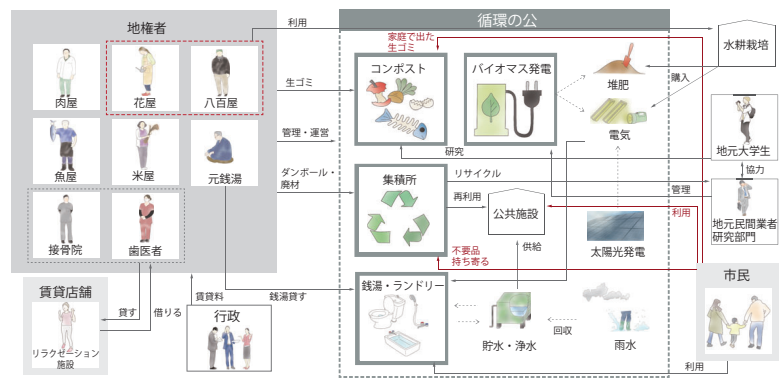 地権者
肉屋
花屋
八百屋
魚屋
米屋
元銭湯
接骨院
歯医者
賃貸店舗
リラクゼーション
施設
貸す
借りる
賃貸料
行政
利用
生ゴミ
管理・運営
ダンボール・
廃材
銭湯貸す
循環の公
家庭で出た
生ゴミ
コンポスト
バイオマス発電
堆肥
電気
研究
集積所
リサイクル
再利用
公共施設
供給
太陽光発電
不要品
持ち寄る
銭湯・ランドリー
貯水・浄水
回収
雨水
水耕栽培
購入
地元大学生
協力
地元民間業者
研究部門
管理
利用
市民
利用